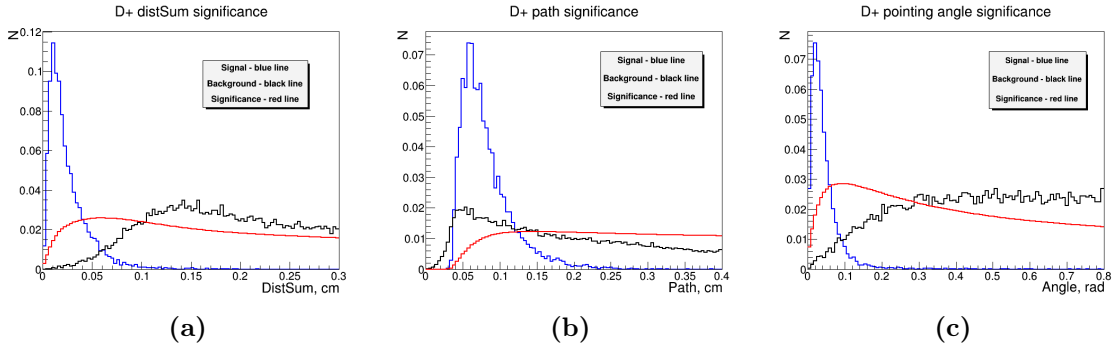 D+ distSum significance
N
0.12
0.1
0.08
0.06
0.04
0.02
0
Signal - blue line
Background - black line
Significance - red line
0 0.05 0.1 0.15 0.2 0.25 0.3
DistSum, cm
(a)
D+ path significance
N
0.07
0.06
0.05
0.04
0.03
0.02
0.01
0
Signal - blue line
Background - black line
Significance - red line
0 0.05 0.1 0.15 0.2 0.25 0.3 0.35 0.4
Path, cm
(b)
D+ pointing angle significance
N
0.07
0.06
0.05
0.04
0.03
0.02
0.01
0
Signal - blue line
Background - black line
Significance - red line
0 0.1 0.2 0.3 0.4 0.5 0.6 0.7 0.8
Angle, rad
(c)